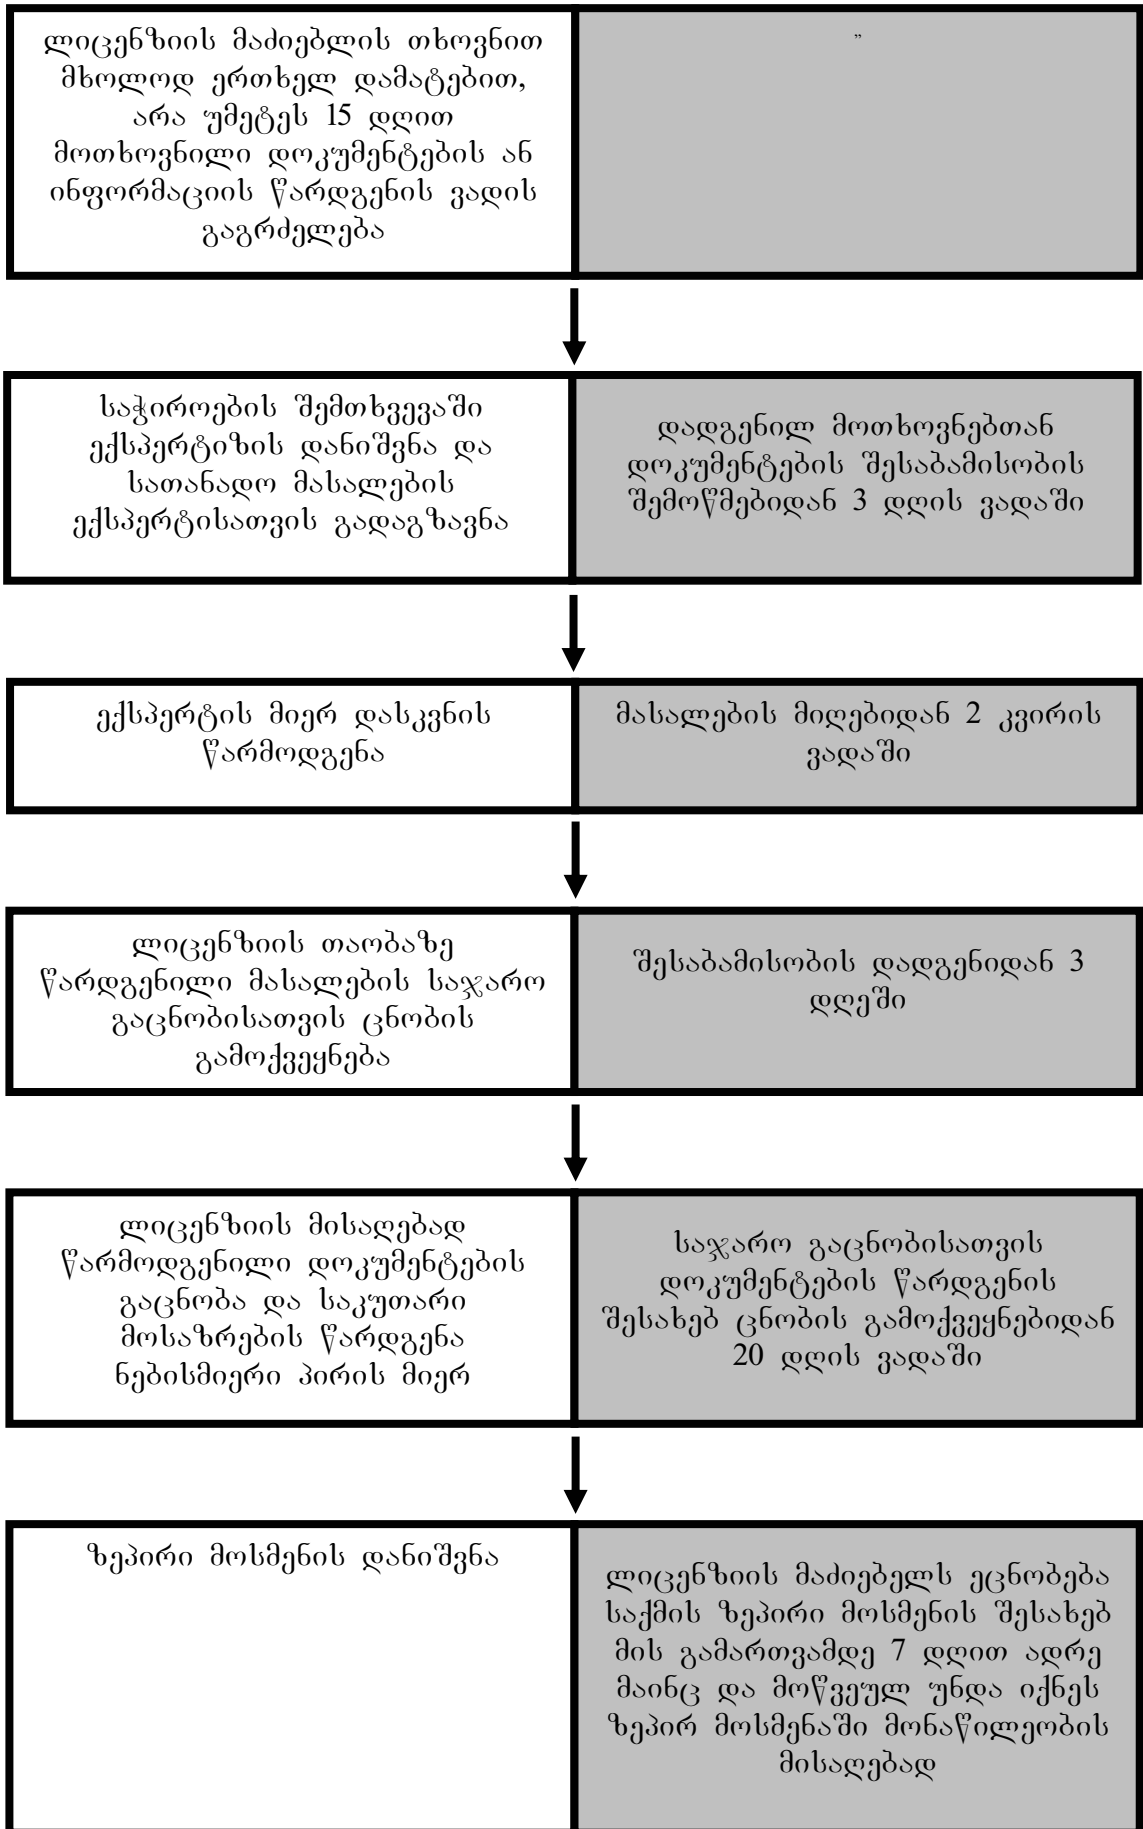 ლიცენზიის მაძიებლის თხოვნით
მხოლოდ ერთხელ დამატებით,
არა უმეტეს 15 დღით
მოთხოვნილი დოკუმენტების ან
ინფორმაციის წარდგენის ვადის
გაგრძელება
”
საჭიროების შემთხვევაში
ექსპერტიზის დანიშვნა და
სათანადო მასალების
ექსპერტისათვის გადაგზავნა
დადგენილ მოთხოვნებთან
დოკუმენტების შესაბამისობის
შემოწმებიდან 3 დღის ვადაში
ექსპერტის მიერ დასკვნის
წარმოდგენა
მასალების მიღებიდან 2 კვირის
ვადაში
ლიცენზიის თაობაზე
წარდგენილი მასალების საჯარო
გაცნობისათვის ცნობის
გამოქვეყნება
შესაბამისობის დადგენიდან 3
დღეში
ლიცენზიის მისაღებად
წარმოდგენილი დოკუმენტების
გაცნობა და საკუთარი
მოსაზრების წარდგენა
ნებისმიერი პირის მიერ
საჯარო გაცნობისათვის
დოკუმენტების წარდგენის
შესახებ ცნობის გამოქვეყნებიდან
20 დღის ვადაში
ზეპირი მოსმენის დანიშვნა
ლიცენზიის მაძიებელს ეცნობება
საქმის ზეპირი მოსმენის შესახებ
მის გამართვამდე 7 დღით ადრე
მაინც და მოწვეულ უნდა იქნეს
ზეპირ მოსმენაში მონაწილეობის
მისაღებად